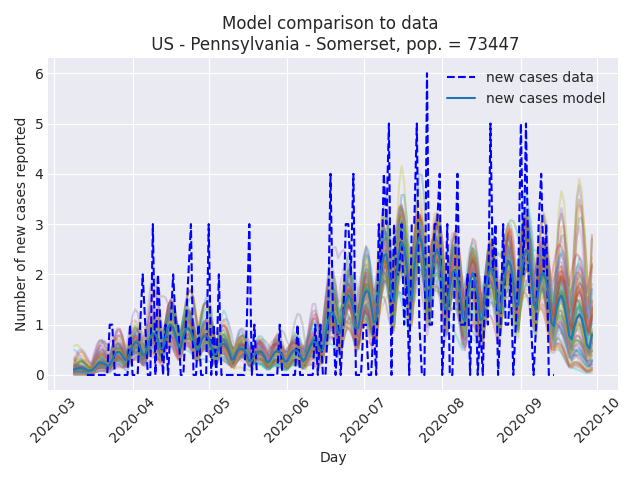 Model comparison to data
US - Pennsylvania - Somerset, pop. = 73447
new cases data
new cases model
Number of new cases reported
6
5
4
3
2
1
0
2020-03
2020-04
2020-05
2020-06
2020-07
2020-08
2020-09
2020-10
Day